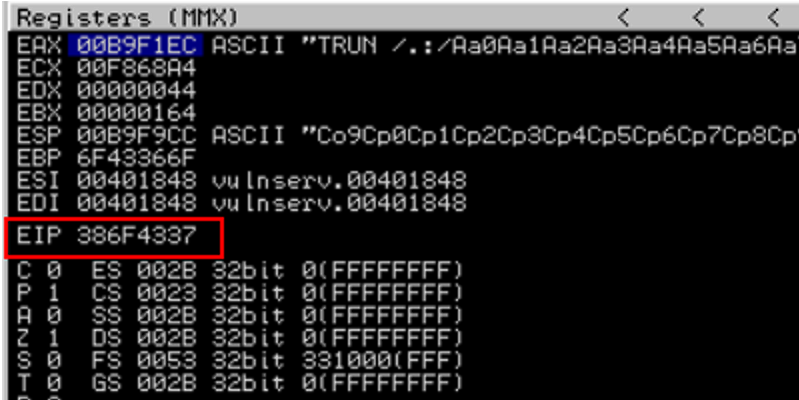 Registers (MMX) < < <
EAX 00B9F1EC ASCII "TRUN /.:/Aa0Aa1Aa2Aa3Aa4Aa5Aa6Aa
ECX 00F868A4
EDX 00000044
EBX 00000164
ESP 00B9F9CC ASCII "Co9Cp0Cp1Cp2Cp3Cp4Cp5Cp6Cp7Cp8Cp
EBP 6F43366F
ESI 00401848 vulnserv.00401848
EDI 00401848 vulnserv.00401848
EIP 386F4337
C 0 ES 002B 32bit 0(FFFFFFFF)
P 1 CS 0023 32bit 0(FFFFFFFF)
A 0 SS 002B 32bit 0(FFFFFFFF)
Z 1 DS 002B 32bit 0(FFFFFFFF)
S 0 FS 0053 32bit 331000(FFF)
T 0 GS 002B 32bit 0(FFFFFFFF)